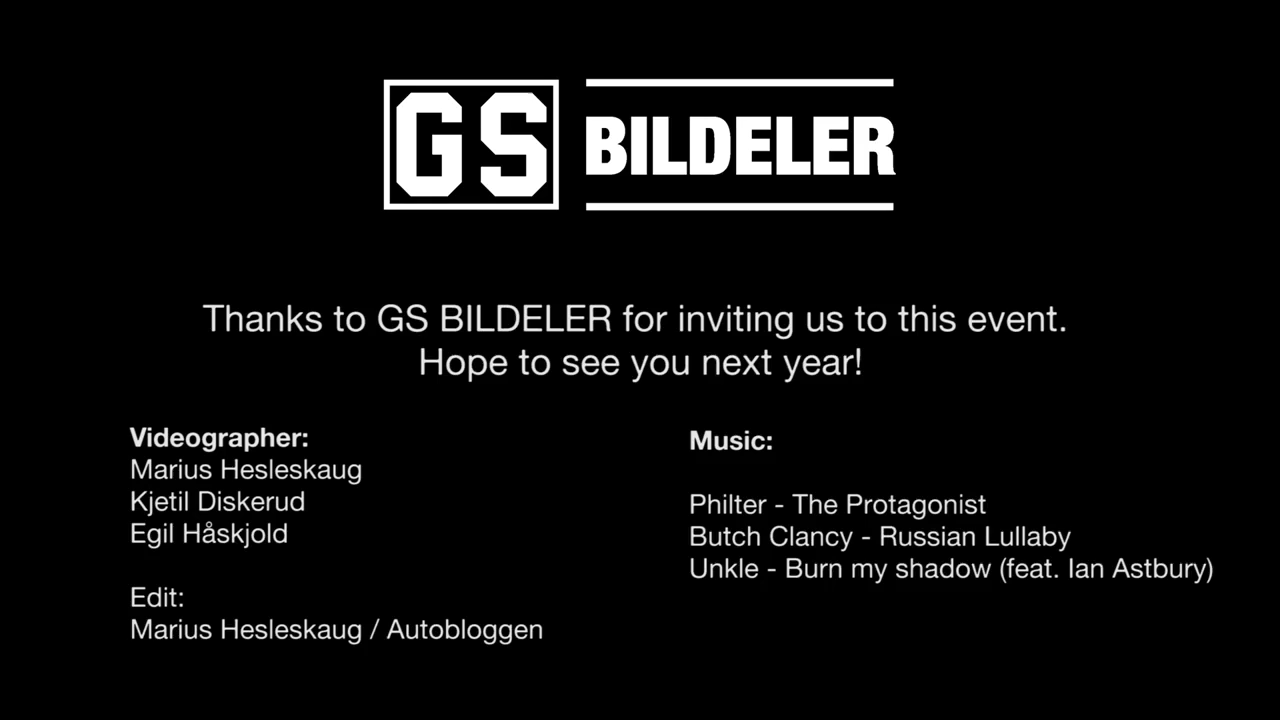 GS BILDELER
Thanks to GS BILDELER for inviting us to this event.
Hope to see you next year!
Videographer:
Marius Hesleskaug
Kjetil Diskerud
Egil Håskjold
Edit:
Marius Hesleskaug / Autobloggen
Music:
Philter - The Protagonist
Butch Clancy - Russian Lullaby
Unkle - Burn my shadow (feat. Ian Astbury)